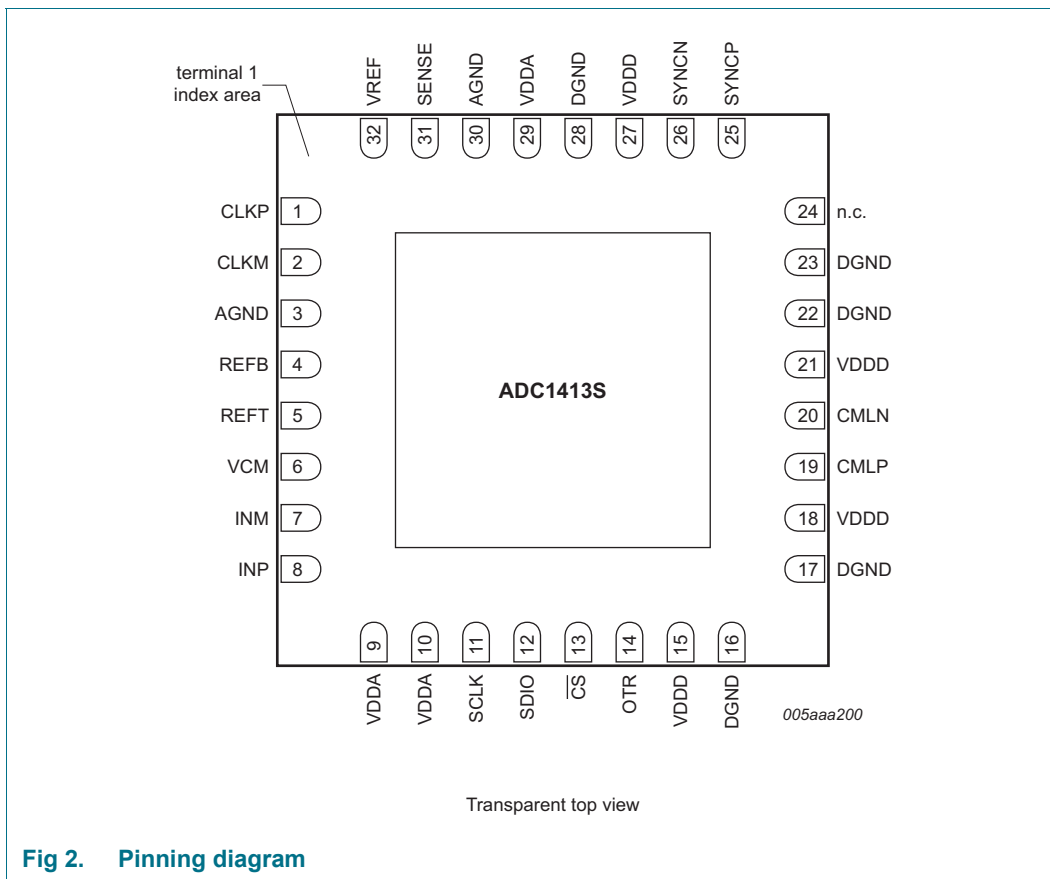 terminal 1
index area
VREF
SENSE
AGND
VDDA
DGND
VDDD
SYNCN
SYNCP
32
31
30
29
28
27
26
25
CLKP 1
CLKM 2
AGND 3
REFB 4
REFT 5
VCM 6
INM 7
INP 8
24 n.c.
23 DGND
22 DGND
21 VDDD
20 CMLN
19 CMLP
18 VDDD
17 DGND
ADC1413S
9
10
11
12
13
14
15
16
VDDA
VDDA
SCLK
SDIO
C̅S̅
OTR
VDDD
DGND
005aaa200
Transparent top view
Fig 2. Pinning diagram